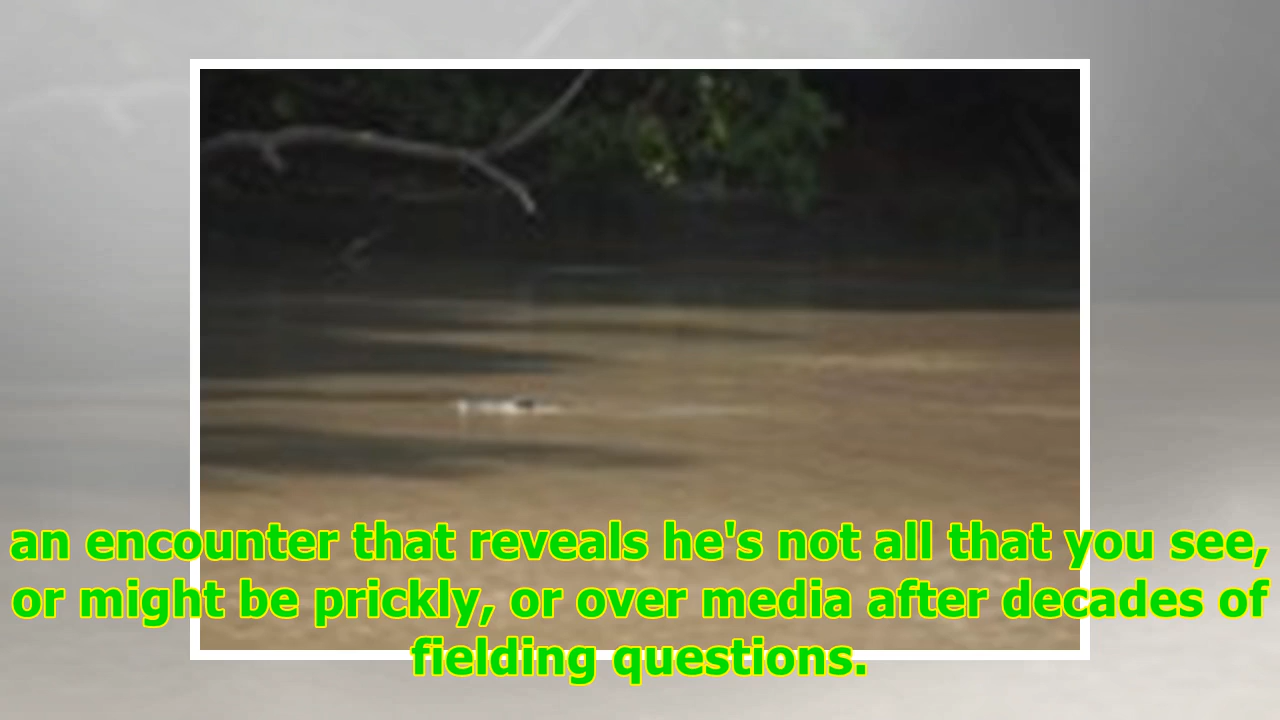 an encounter that reveals he's not all that you see,
or might be prickly, or over media after decades of
fielding questions.